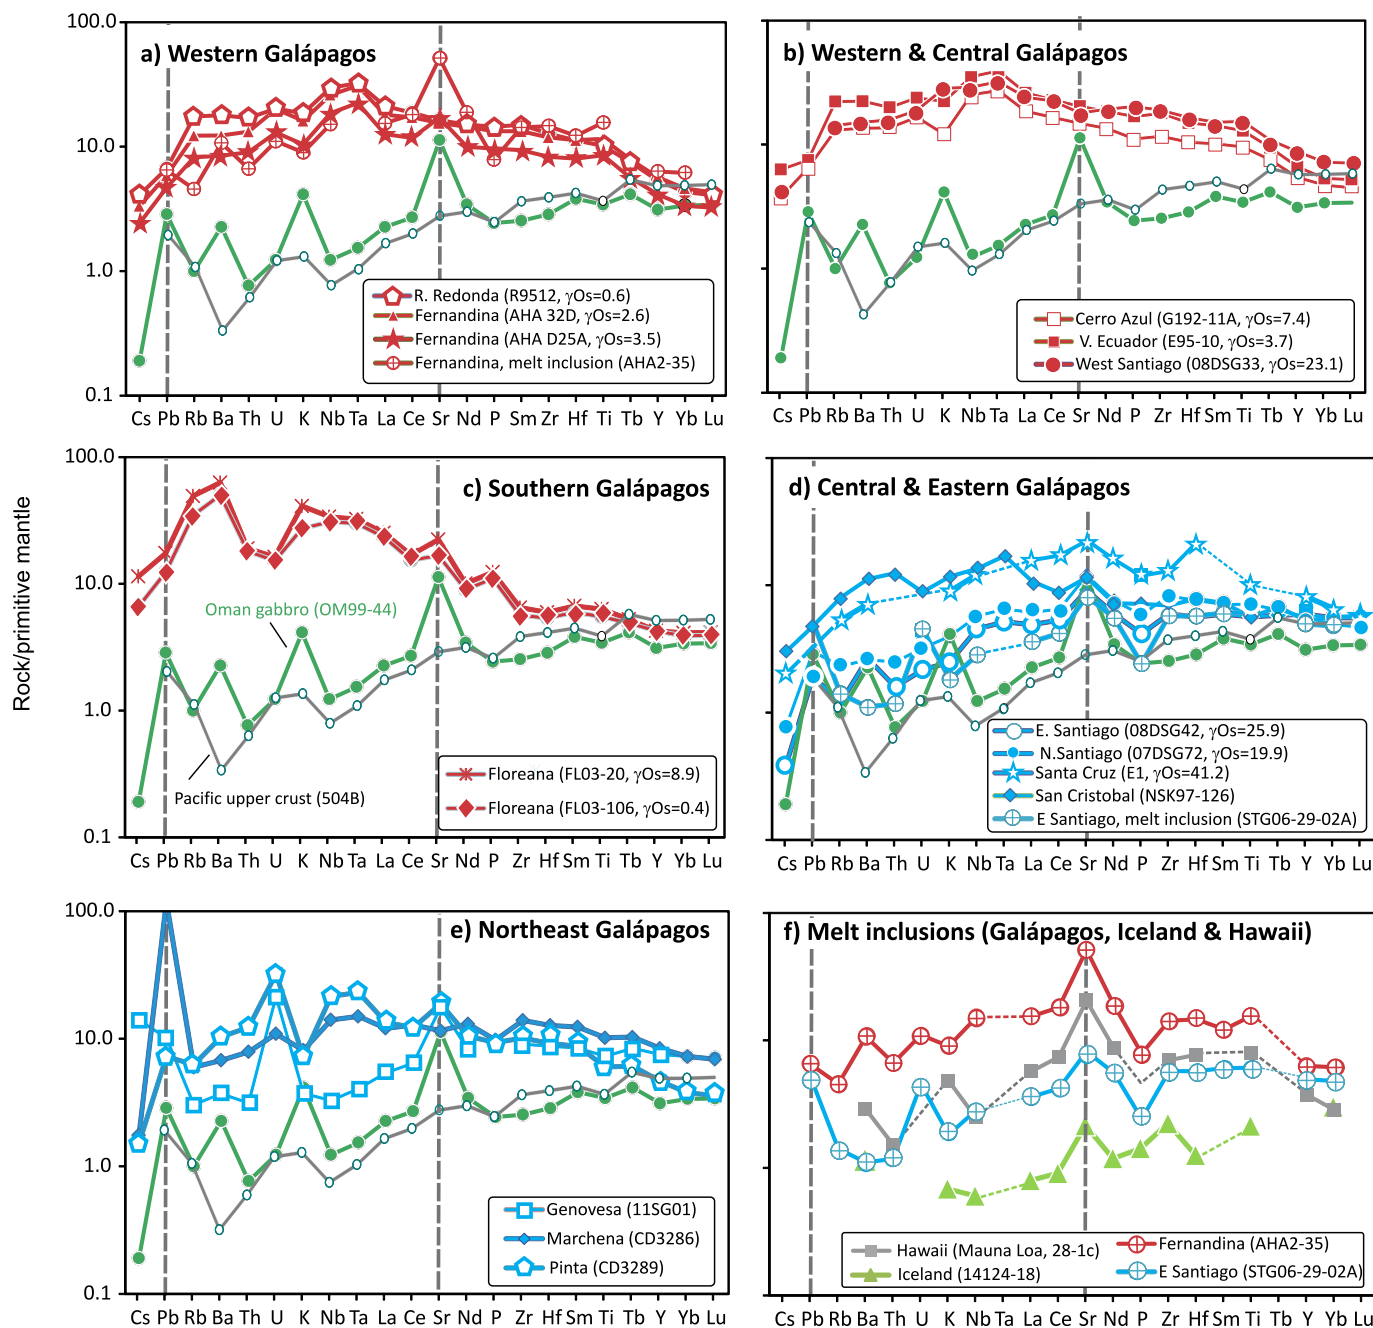 a) Western Galápagos
100.0
10.0
1.0
0.1
R. Redonda (R9512, γOs=0.6)
Fernandina (AHA 32D, γOs=2.6)
Fernandina (AHA D25A, γOs=3.5)
Fernandina, melt inclusion (AHA2-35)
Cs Pb Rb Ba Th U K Nb Ta La Ce Sr Nd P Sm Zr Hf Ti Tb Y Yb Lu
b) Western & Central Galápagos
Cerro Azul (G192-11A, γOs=7.4)
V. Ecuador (E95-10, γOs=3.7)
West Santiago (08DSG33, γOs=23.1)
Cs Pb Rb Ba Th U K Nb Ta La Ce Sr Nd P Zr Hf Sm Ti Tb Y Yb Lu
Rock/primitive mantle
c) Southern Galápagos
100.0
10.0
1.0
0.1
Oman gabbro (OM99-44)
Pacific upper crust (504B)
Floreana (FL03-20, γOs=8.9)
Floreana (FL03-106, γOs=0.4)
Cs Pb Rb Ba Th U K Nb Ta La Ce Sr Nd P Zr Hf Sm Ti Tb Y Yb Lu
d) Central & Eastern Galápagos
E. Santiago (08DSG42, γOs=25.9)
N.Santiago (07DSG72, γOs=19.9)
Santa Cruz (E1, γOs=41.2)
San Cristobal (NSK97-126)
E Santiago, melt inclusion (STG06-29-02A)
Cs Pb Rb Ba Th U K Nb Ta La Ce Sr Nd P Zr Hf Sm Ti Tb Y Yb Lu
e) Northeast Galápagos
100.0
10.0
1.0
0.1
Genovesa (11SG01)
Marchena (CD3286)
Pinta (CD3289)
Cs Pb Rb Ba Th U K Nb Ta La Ce Sr Nd P Zr Hf Sm Ti Tb Y Yb Lu
f) Melt inclusions (Galápagos, Iceland & Hawaii)
Hawaii (Mauna Loa, 28-1c)
Iceland (14124-18)
Fernandina (AHA2-35)
E Santiago (STG06-29-02A)
Cs Pb Rb Ba Th U K Nb Ta La Ce Sr Nd P Zr Hf Sm Ti Tb Y Yb Lu